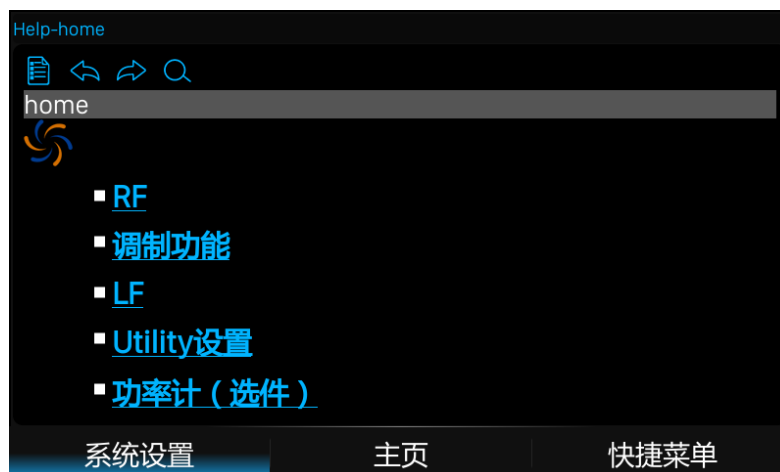 Help-home
home
RF
调制功能
LF
Utility设置
功率计（选件）
系统设置 主页 快捷菜单